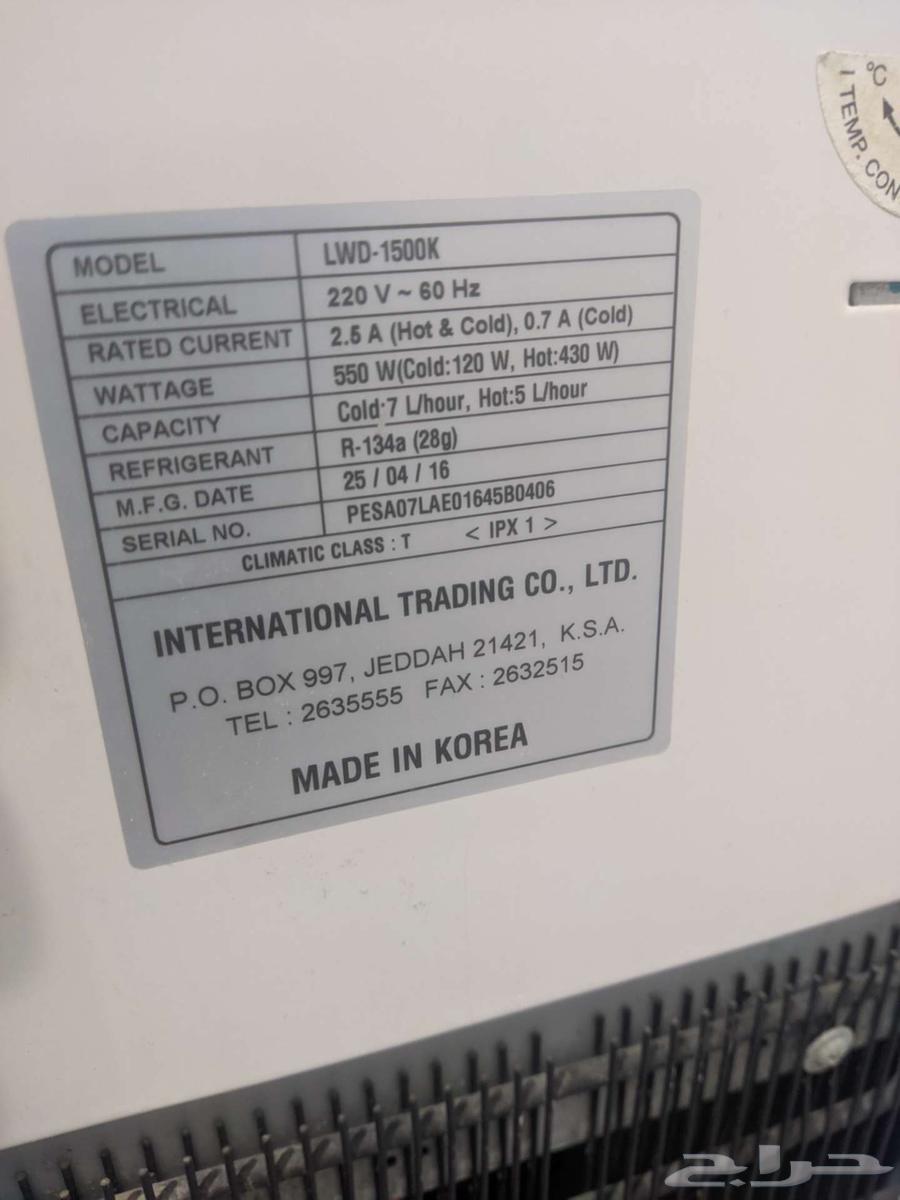 °C
I TEMP. CON
MODEL LWD-1500K
ELECTRICAL 220 V ~ 60 Hz
RATED CURRENT 2.5 A (Hot & Cold), 0.7 A (Cold)
WATTAGE 550 W(Cold:120 W, Hot:430 W)
CAPACITY Cold:7 L/hour, Hot:5 L/hour
REFRIGERANT R-134a (28g)
M.F.G. DATE 25 / 04 / 16
SERIAL NO. PESA07LAE01645B0406
CLIMATIC CLASS : T < IPX 1 >
INTERNATIONAL TRADING CO., LTD.
P.O. BOX 997, JEDDAH 21421, K.S.A.
TEL : 2635555 FAX : 2632515
MADE IN KOREA
حراج